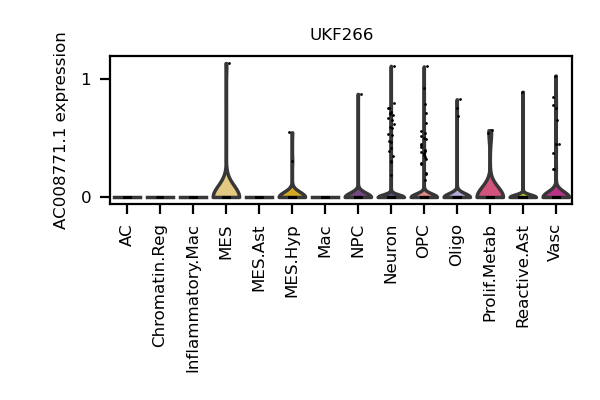 UKF266
AC008771.1 expression
1
0
AC
Chromatin.Reg
Inflammatory.Mac
MES
MES.Ast
MES.Hyp
Mac
NPC
Neuron
OPC
Oligo
Prolif.Metab
Reactive.Ast
Vasc